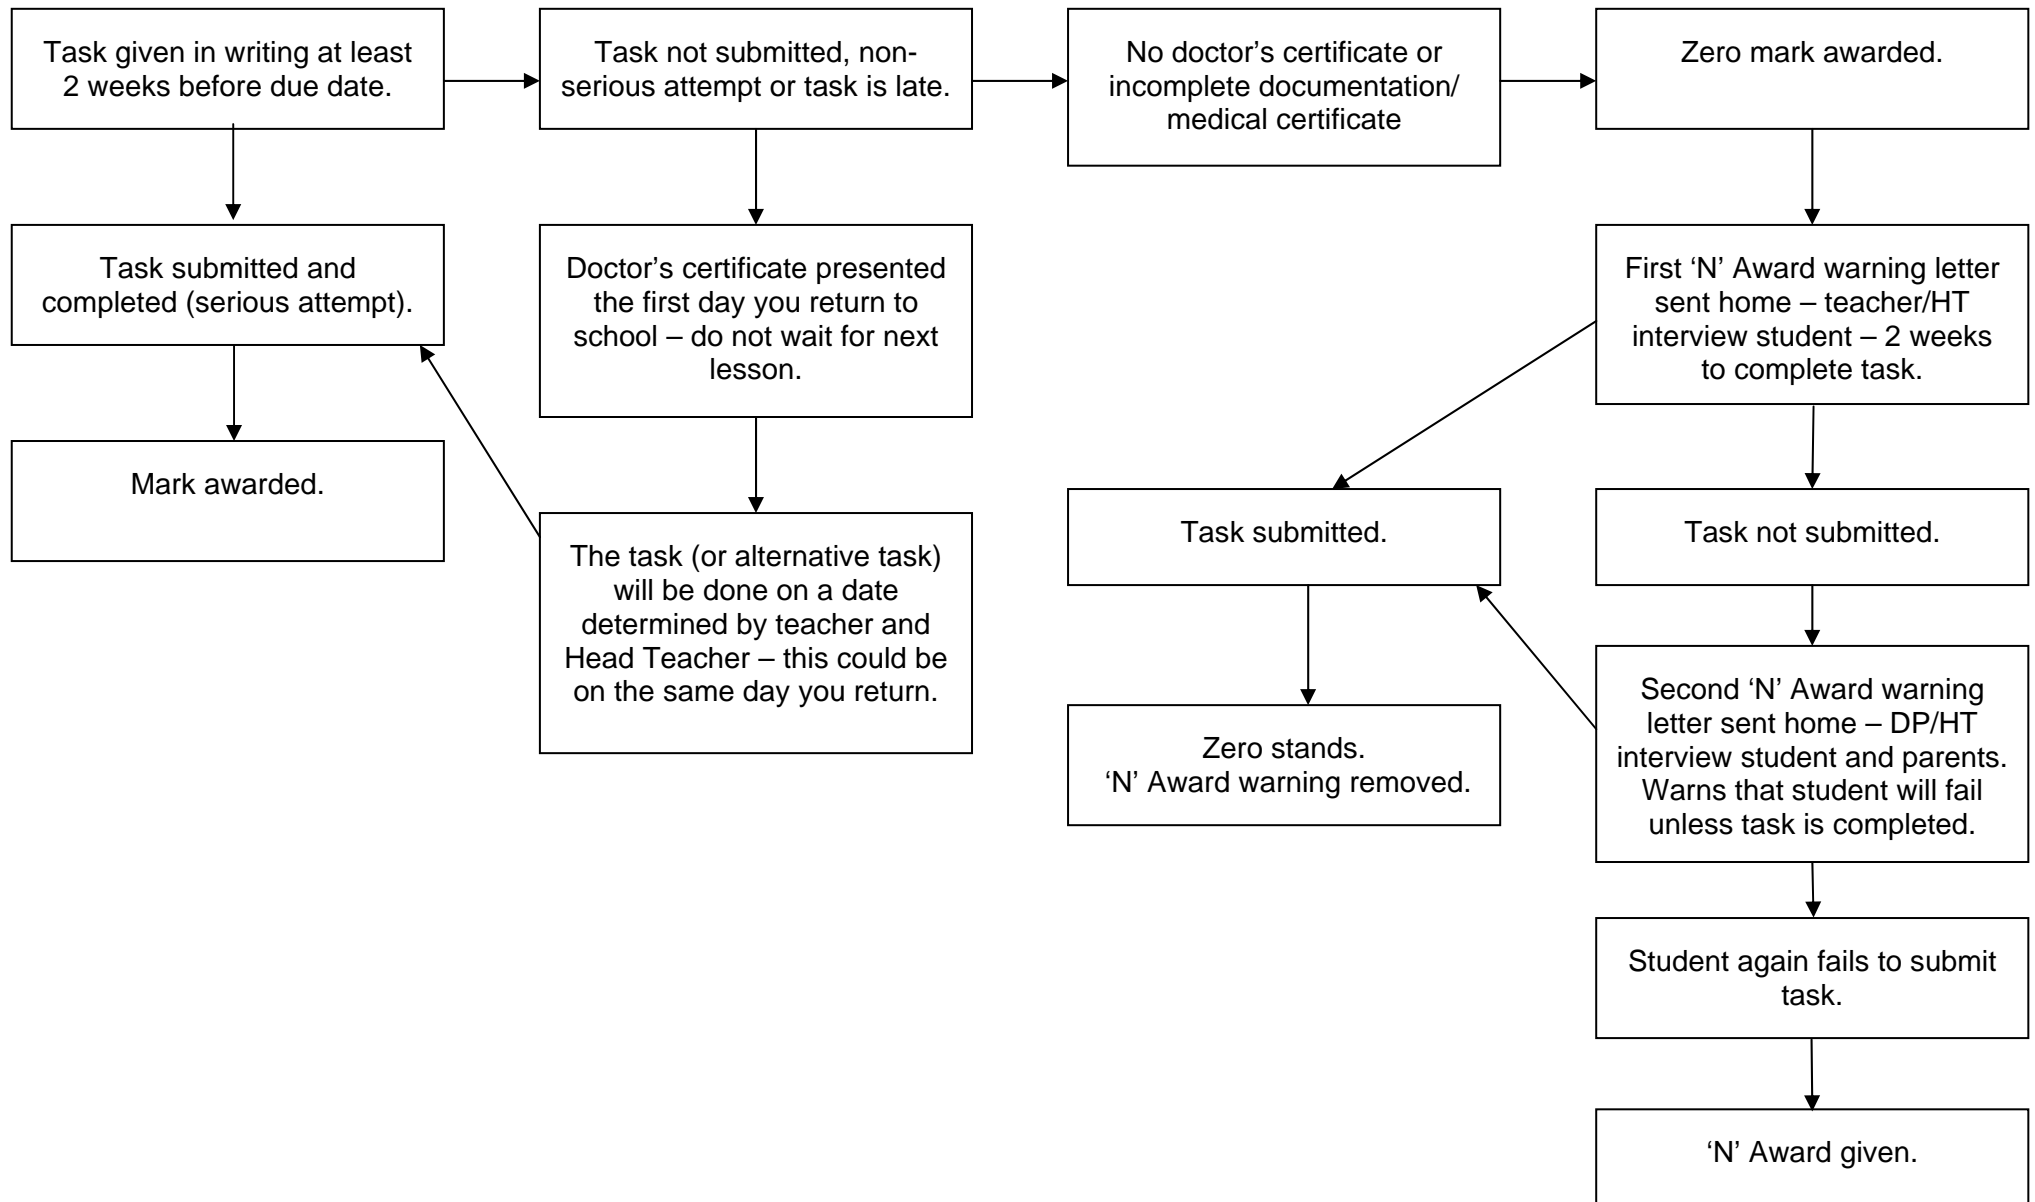 Task given in writing at least
2 weeks before due date.
Task not submitted, non-
serious attempt or task is late.
No doctor’s certificate or
incomplete documentation/
medical certificate
Zero mark awarded.
Task submitted and
completed (serious attempt).
Doctor’s certificate presented
the first day you return to
school – do not wait for next
lesson.
First ‘N’ Award warning letter
sent home – teacher/HT
interview student – 2 weeks
to complete task.
Mark awarded.
The task (or alternative task)
will be done on a date
determined by teacher and
Head Teacher – this could be
on the same day you return.
Task submitted.
Task not submitted.
Zero stands.
‘N’ Award warning removed.
Second ‘N’ Award warning
letter sent home – DP/HT
interview student and parents.
Warns that student will fail
unless task is completed.
Student again fails to submit
task.
‘N’ Award given.